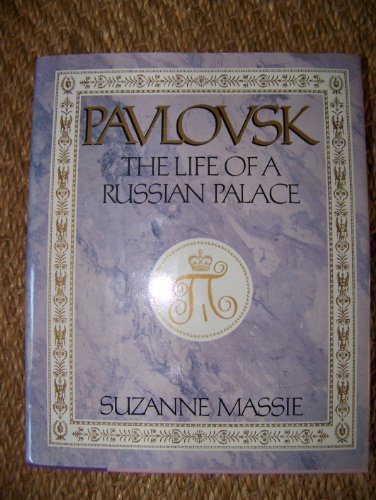 PAVLOVSK
THE LIFE OF A
RUSSIAN PALACE
П I
SUZANNE MASSIE